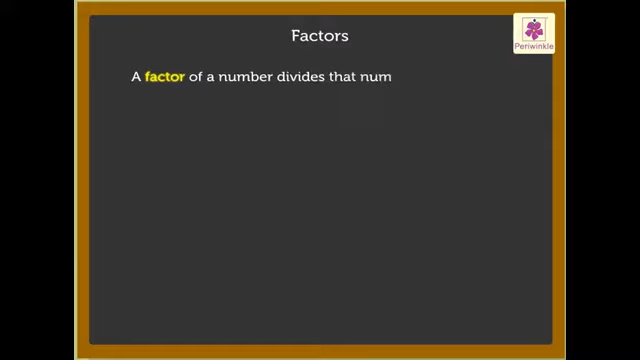 Factors
Periwinkle
A factor of a number divides that num